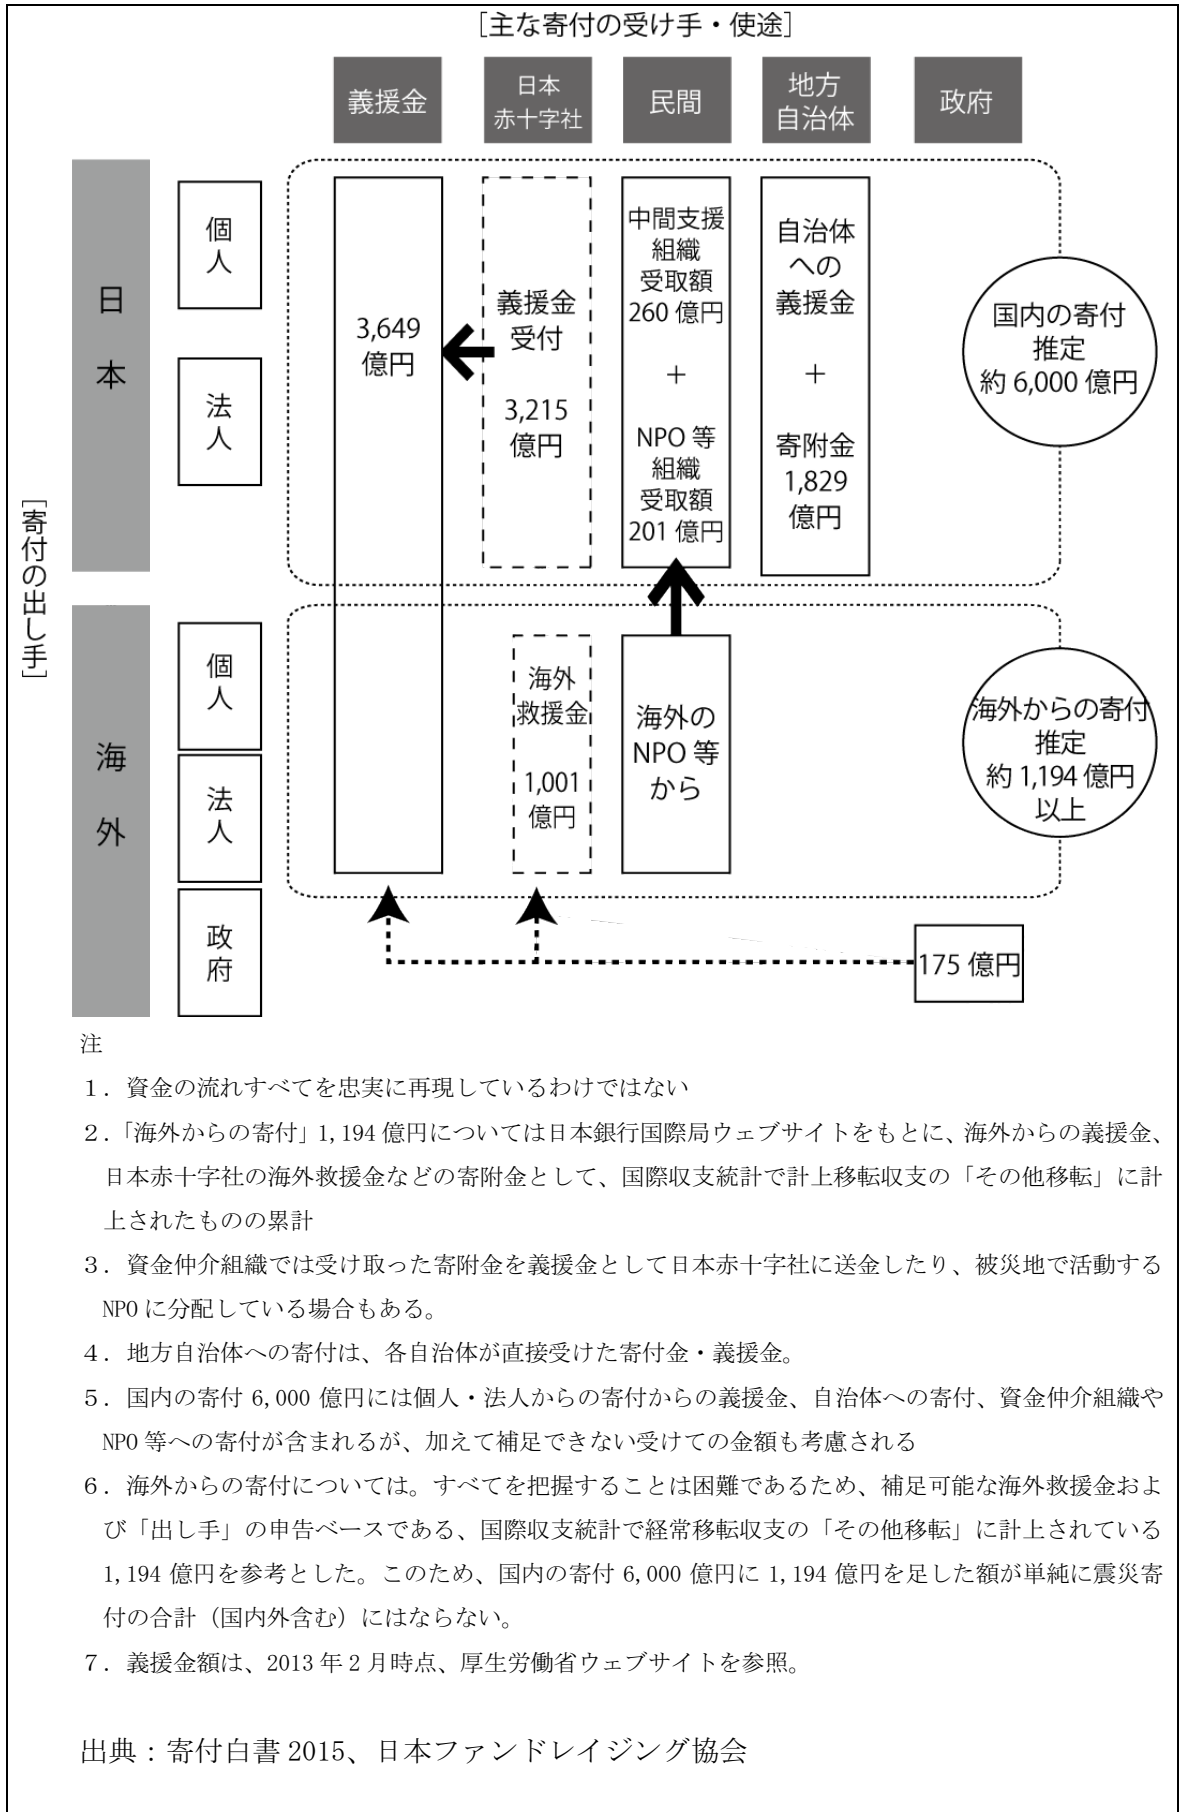 [主な寄付の受け手・使途]
義援金
日本
赤十字社
民間
地方
自治体
政府
[寄付の出し手]
日本
個人
法人
3,649
億円
義援金
受付
3,215
億円
中間支援
組織
受取額
260 億円
+
NPO 等
組織
受取額
201 億円
自治体
への
義援金
+
寄附金
1,829
億円
国内の寄付
推定
約 6,000 億円
海外
個人
法人
政府
海外
救援金
1,001
億円
海外の
NPO 等
から
海外からの寄付
推定
約 1,194 億円
以上
175 億円
注
１．資金の流れすべてを忠実に再現しているわけではない
２．「海外からの寄付」1,194 億円については日本銀行国際局ウェブサイトをもとに、海外からの義援金、
日本赤十字社の海外救援金などの寄附金として、国際収支統計で計上移転収支の「その他移転」に計
上されたものの累計
３．資金仲介組織では受け取った寄附金を義援金として日本赤十字社に送金したり、被災地で活動する
NPO に分配している場合もある。
４．地方自治体への寄付は、各自治体が直接受けた寄付金・義援金。
５．国内の寄付 6,000 億円には個人・法人からの寄付からの義援金、自治体への寄付、資金仲介組織や
NPO 等への寄付が含まれるが、加えて補足できない受けての金額も考慮される
６．海外からの寄付については。すべてを把握することは困難であるため、補足可能な海外救援金およ
び「出し手」の申告ベースである、国際収支統計で経常移転収支の「その他移転」に計上されている
1,194 億円を参考とした。このため、国内の寄付 6,000 億円に 1,194 億円を足した額が単純に震災寄
付の合計（国内外含む）にはならない。
７．義援金額は、2013 年 2 月時点、厚生労働省ウェブサイトを参照。
出典：寄付白書 2015、日本ファンドレイジング協会